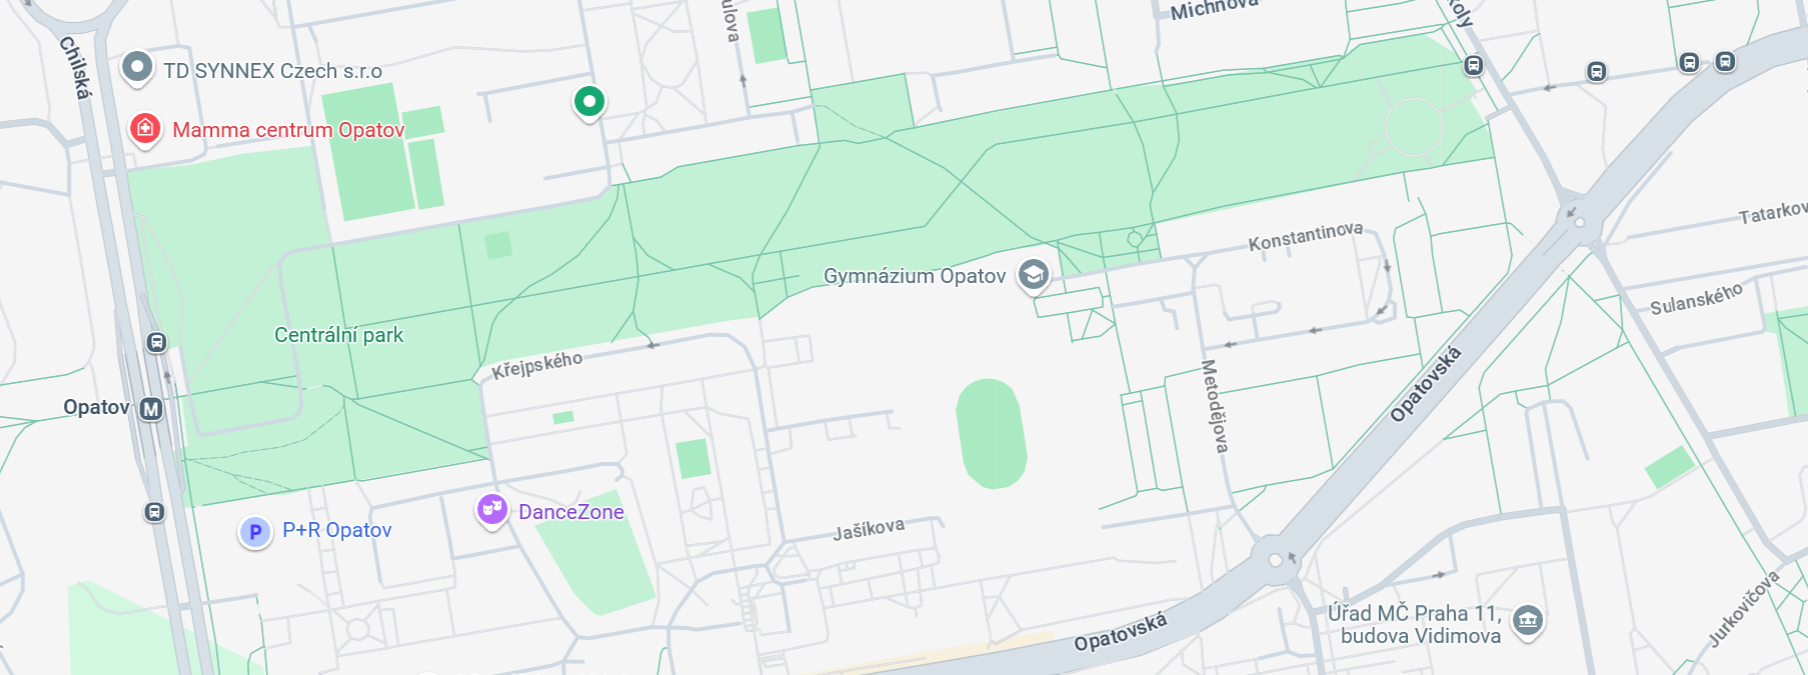 Michnova
Chilská
TD SYNNEX Czech s.r.o
Mamma centrum Opatov
Tatarkov
Konstantinova
Gymnázium Opatov
Sulanského
Centrální park
Křejpského
Opatovská
Metodějova
Opatov
M
DanceZone
P
P+R Opatov
Jašíkova
Jurkovičova
Úřad MČ Praha 11,
budova Vidimova
Opatovská